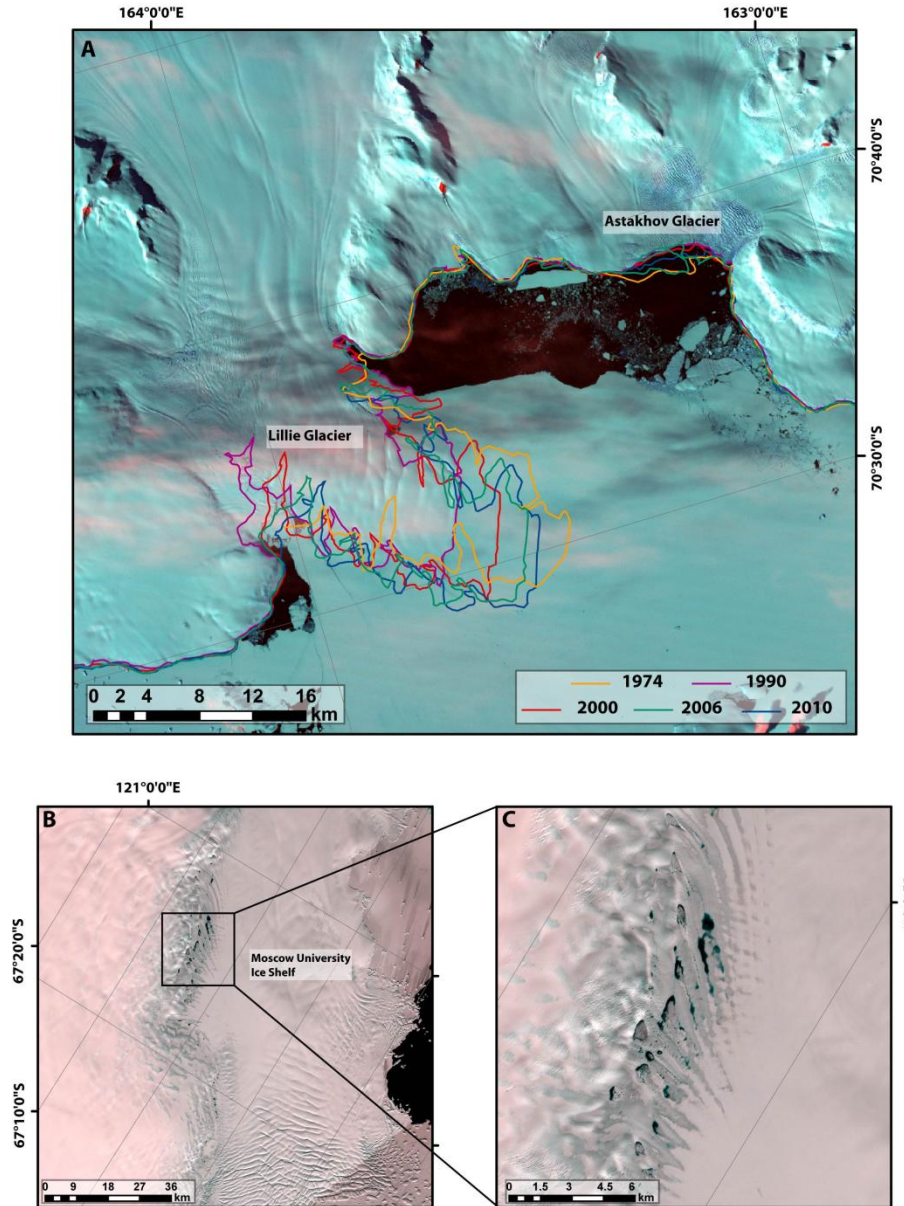 164°0'0"E
163°0'0"E
A
70°40'0"S
Astakhov Glacier
Lillie Glacier
70°30'0"S
0 2 4 8 12 16
km
1974 1990
2000 2006 2010
121°0'0"E
B
C
67°20'0"S
Moscow University
Ice Shelf
67°10'0"S
0 9 18 27 36
km
0 1.5 3 4.5 6
km